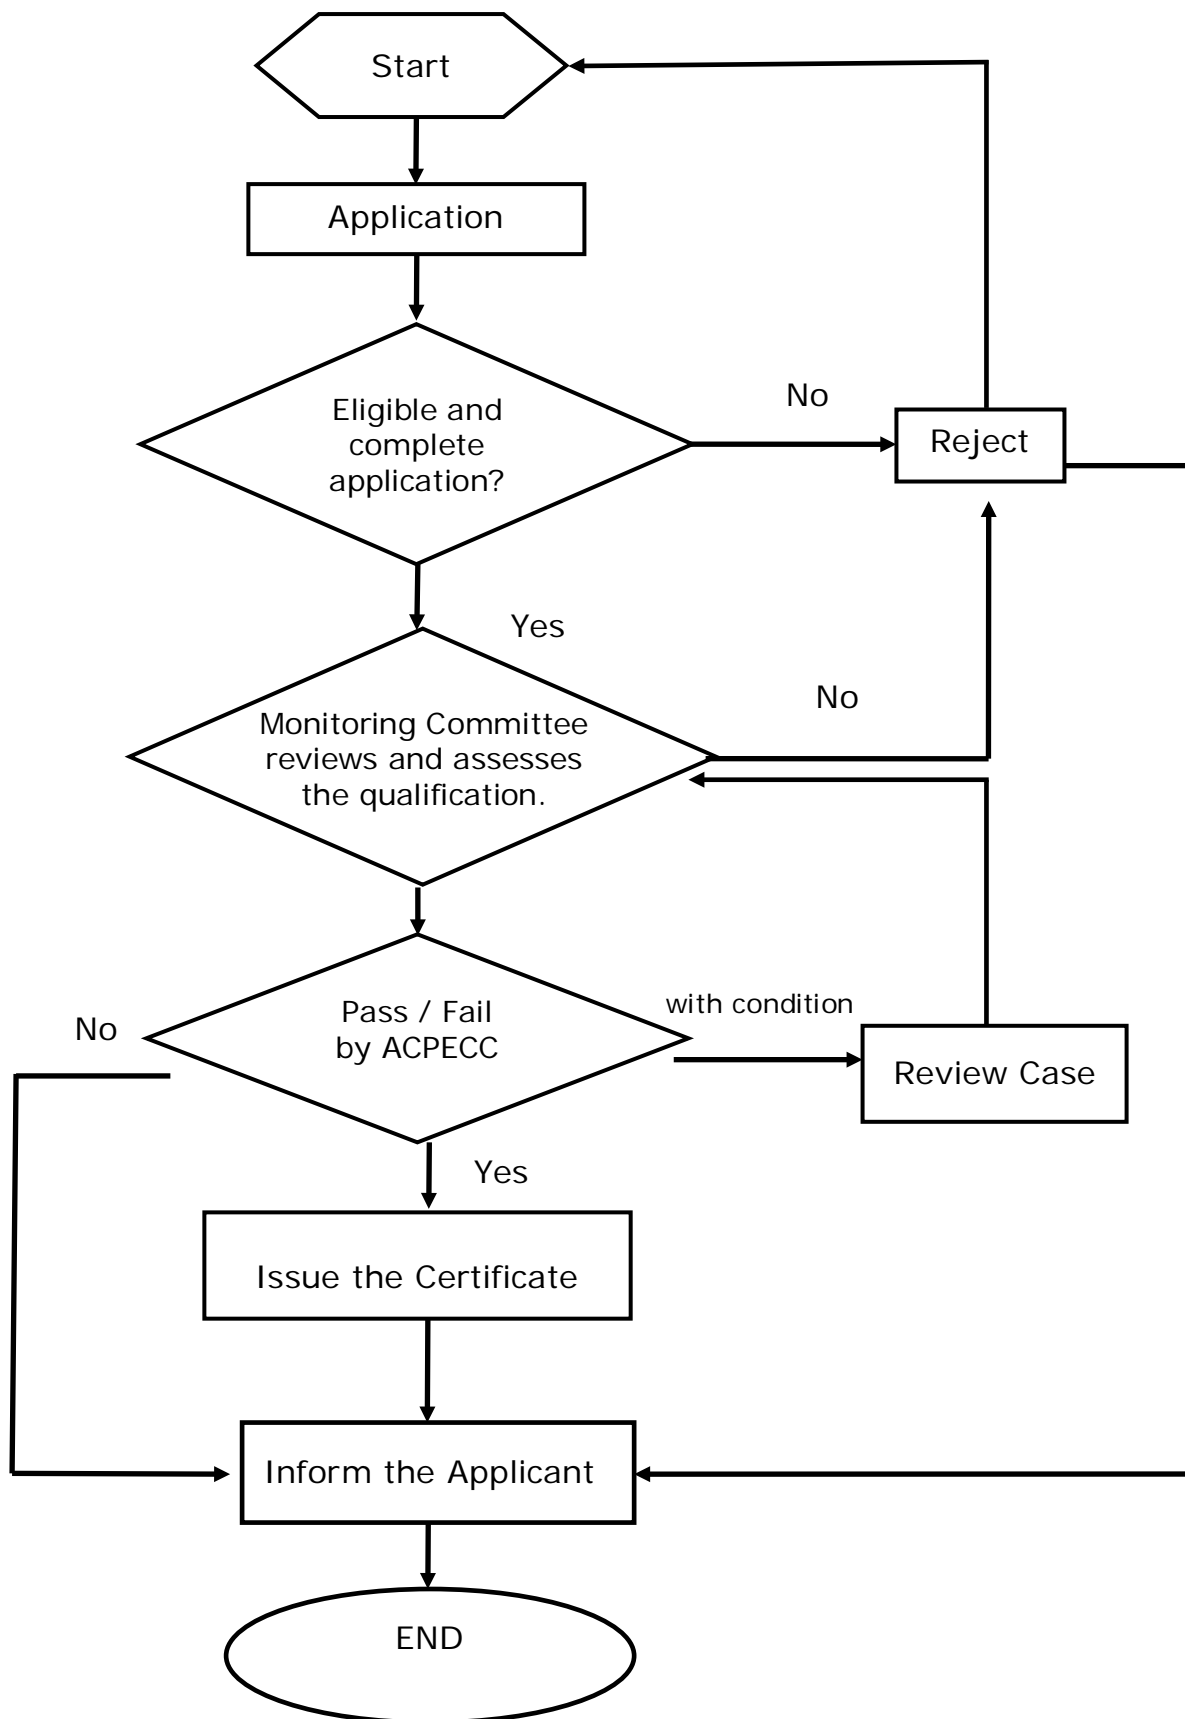 Start
Application
No
Eligible and
complete
application?
Reject
Yes
No
Monitoring Committee
reviews and assesses
the qualification.
with condition
Pass / Fail
by ACPECC
No
Review Case
Yes
Issue the Certificate
Inform the Applicant
END